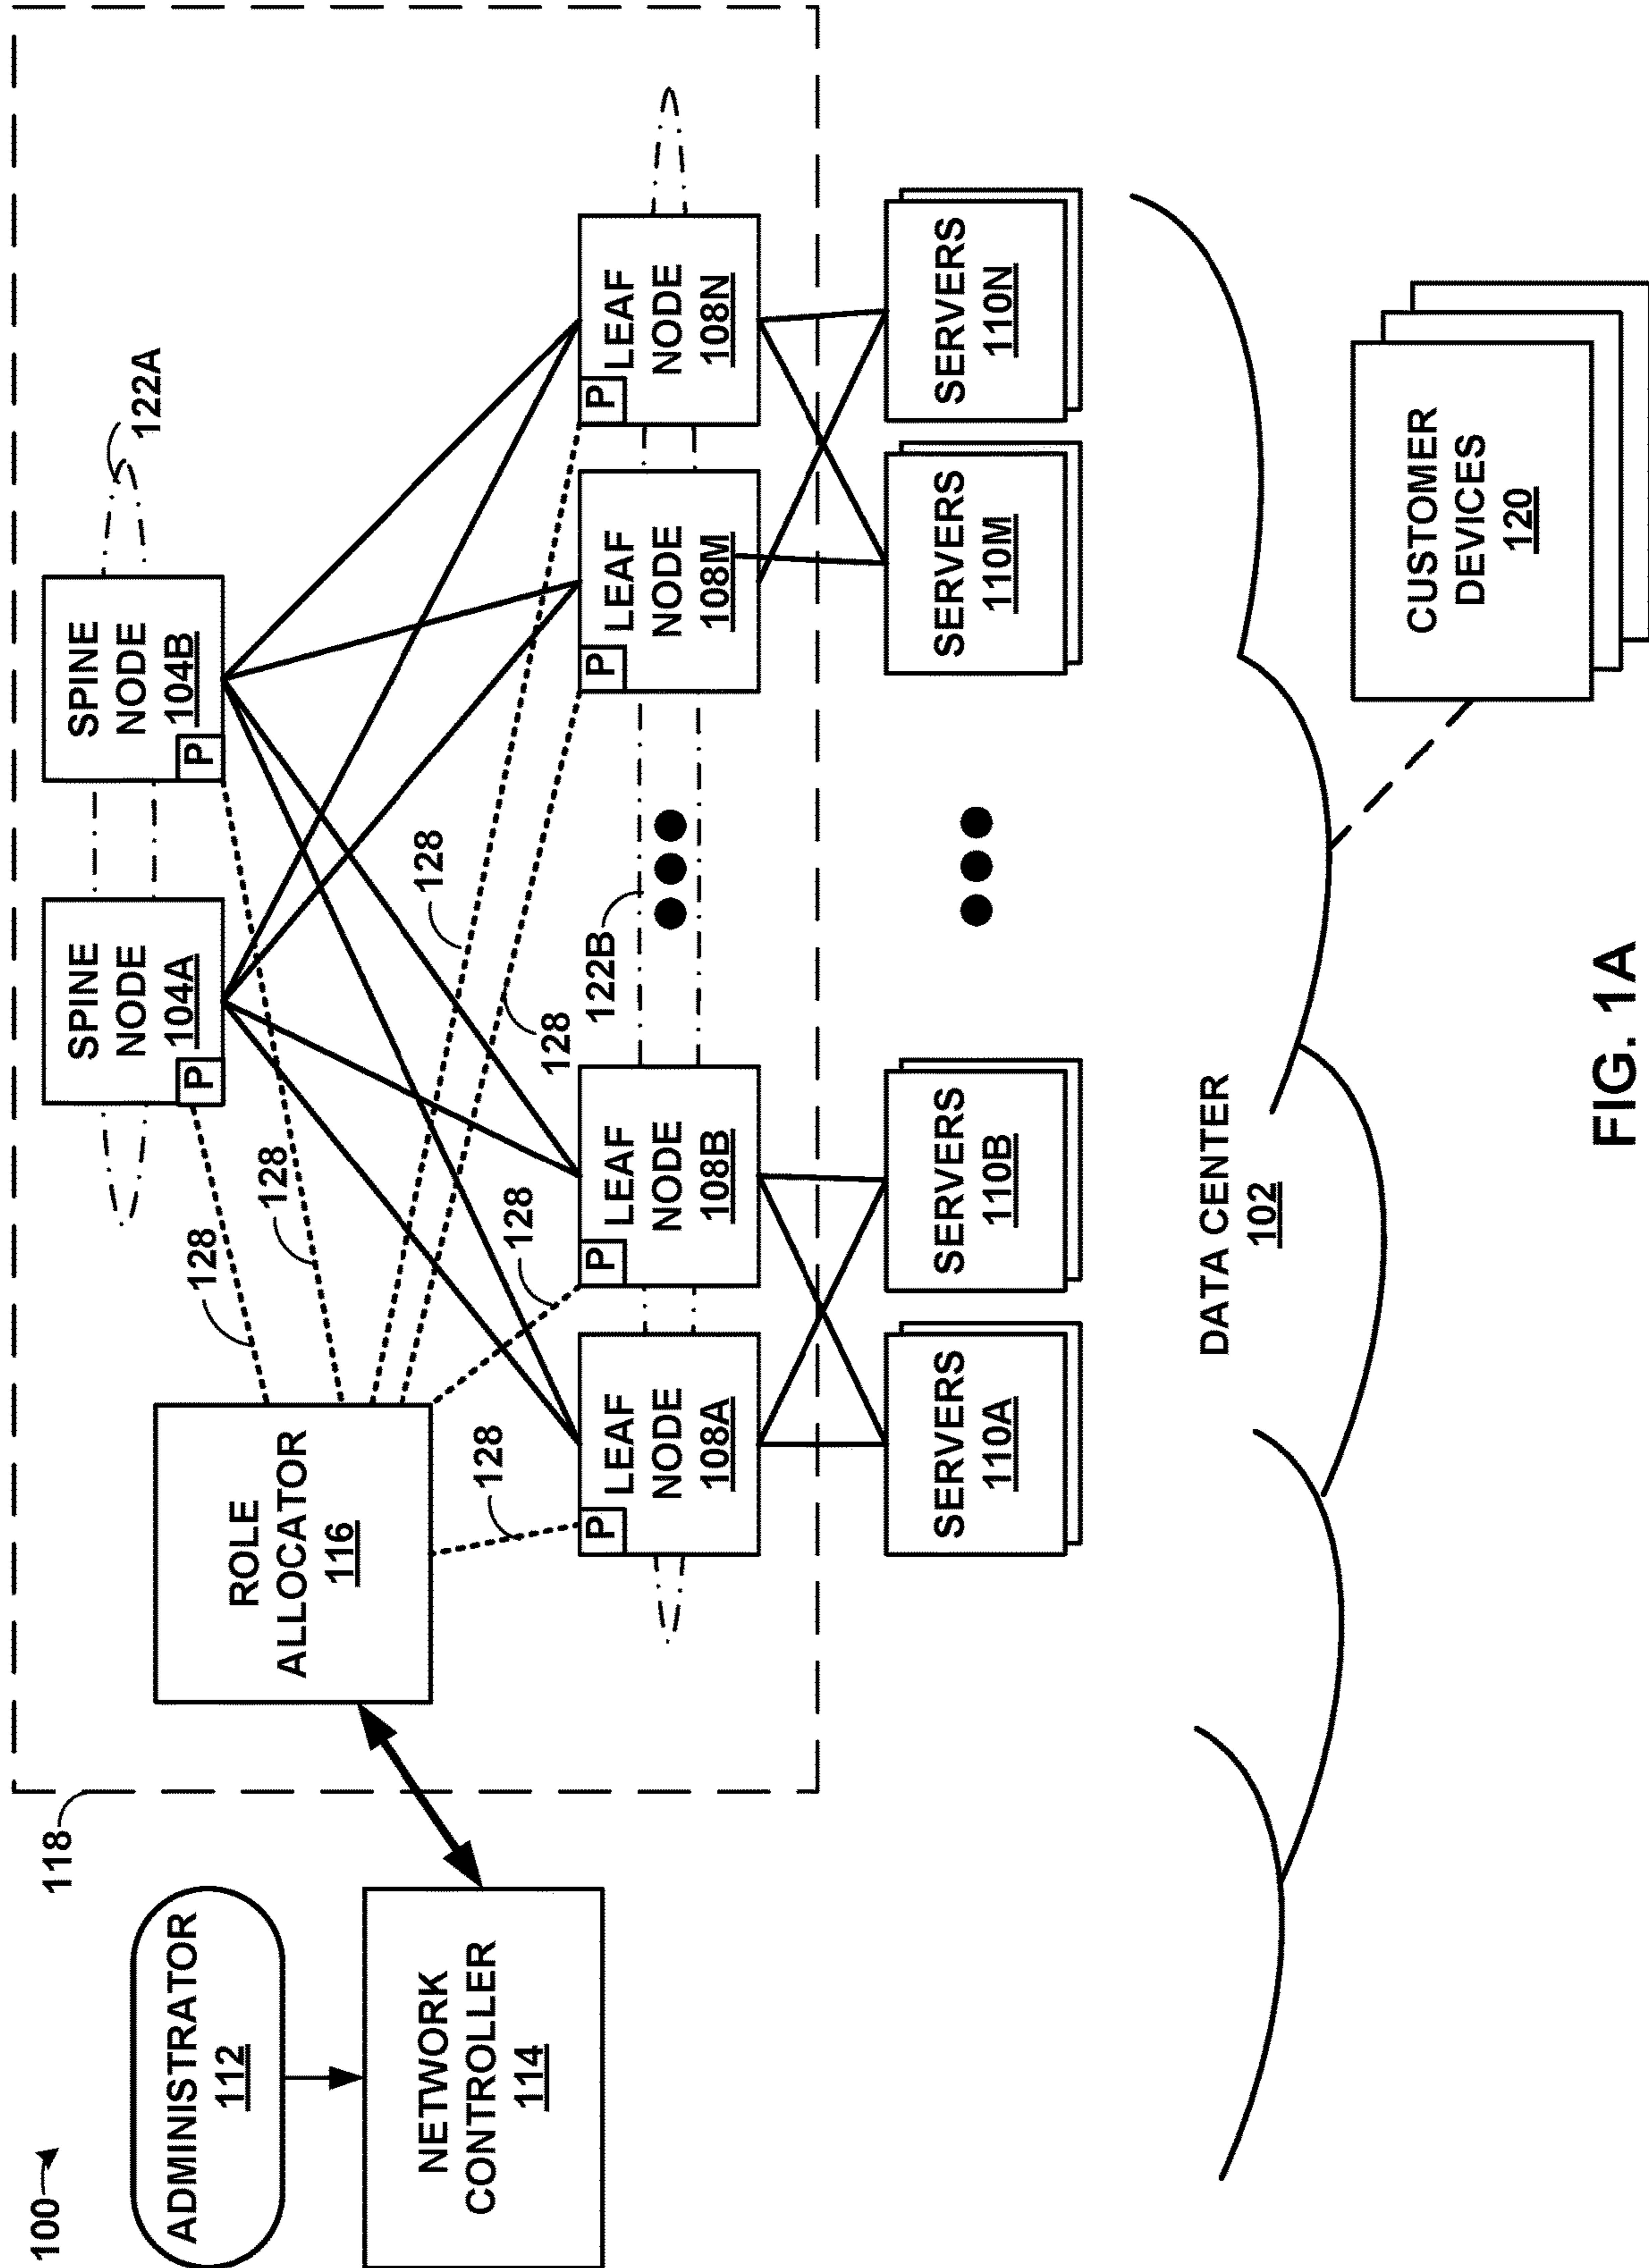 100
ADMINISTRATOR
112
NETWORK
CONTROLLER
114
118
ROLE
ALLOCATOR
116
SPINE
NODE
104A
P
SPINE
NODE
104B
P
122A
128
128
128
128
128
128
122B
LEAF
NODE
108A
P
LEAF
NODE
108B
P
LEAF
NODE
108M
P
LEAF
NODE
108N
P
SERVERS
110A
SERVERS
110B
SERVERS
110M
SERVERS
110N
DATA CENTER
102
CUSTOMER
DEVICES
120
FIG. 1A